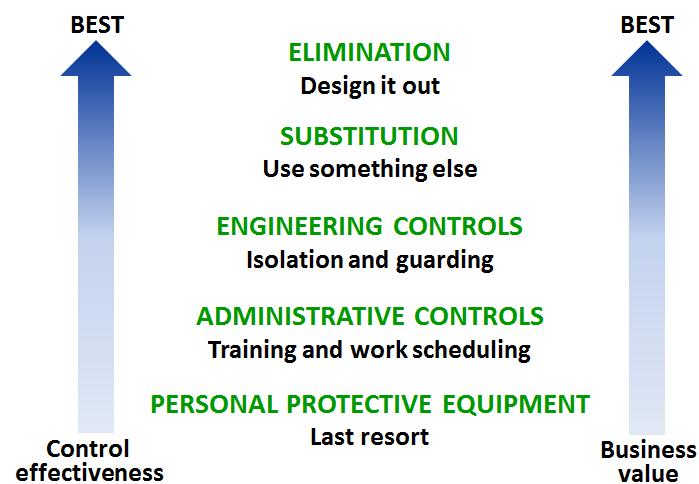 BEST
BEST
ELIMINATION
Design it out
SUBSTITUTION
Use something else
ENGINEERING CONTROLS
Isolation and guarding
ADMINISTRATIVE CONTROLS
Training and work scheduling
PERSONAL PROTECTIVE EQUIPMENT
Last resort
Control
effectiveness
Business
value